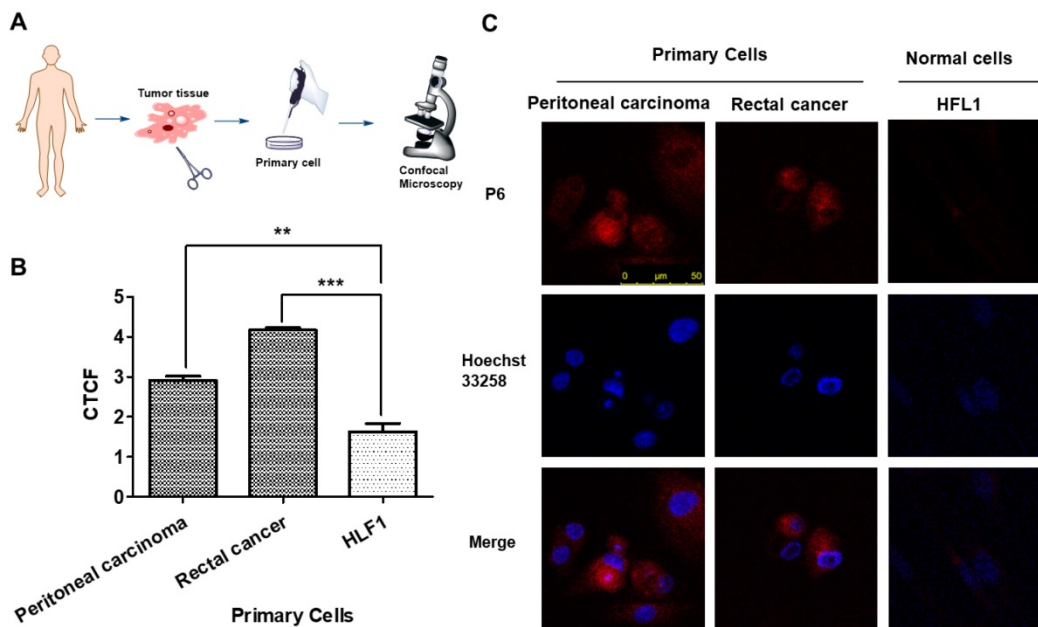 A
Tumor tissue
Primary cell
Confocal
Microscopy
B
**
***
5
4
3
2
1
0
CTCF
Peritoneal carcinoma
Rectal cancer
HLF1
Primary Cells
C
Primary Cells
Normal cells
Peritoneal carcinoma
Rectal cancer
HFL1
P6
0 µm 50
Hoechst
33258
Merge